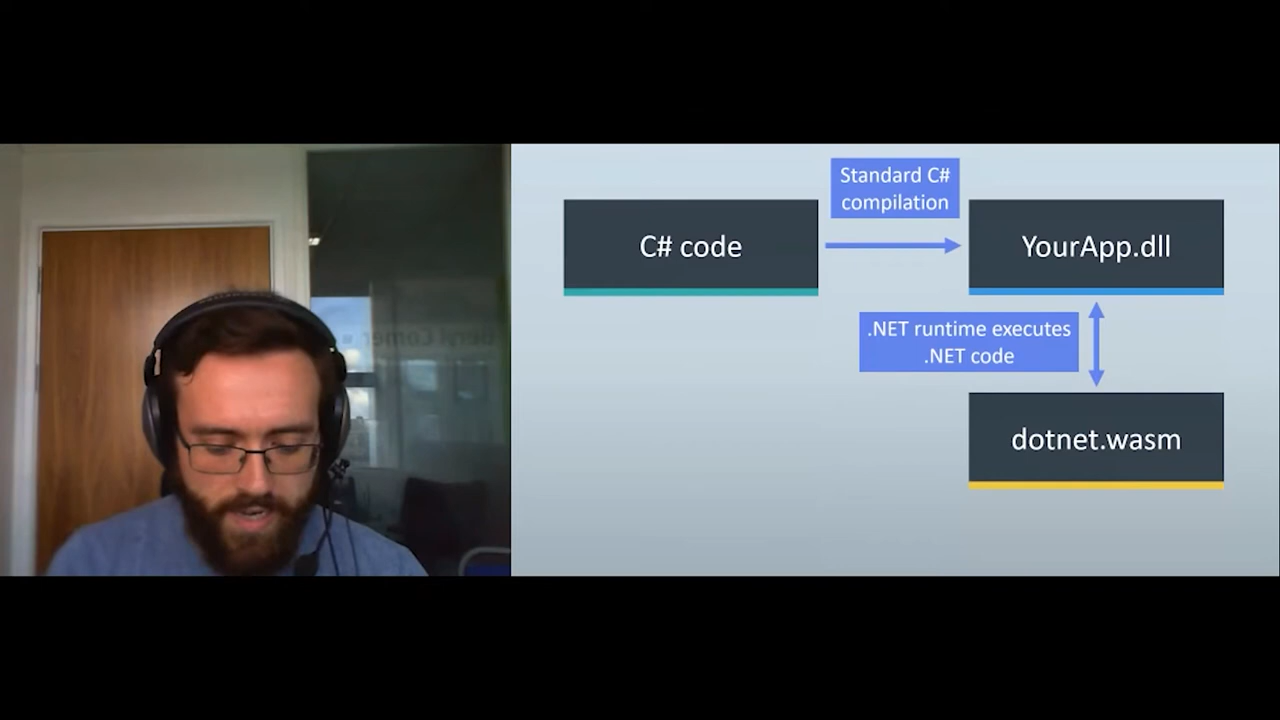 Standard C#
compilation
C# code
YourApp.dll
.NET runtime executes
.NET code
dotnet.wasm